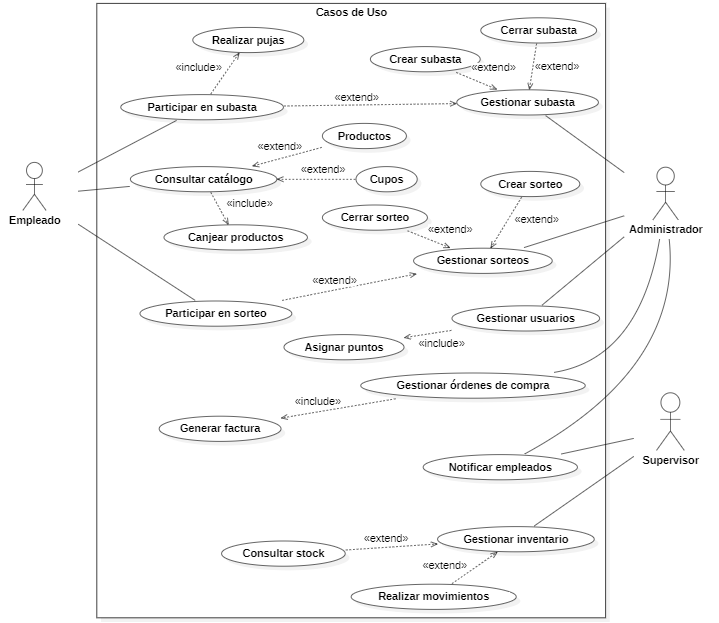 Casos de Uso
Realizar pujas
Cerrar subasta
Crear subasta
«include»
«extend»
«extend»
Participar en subasta
«extend»
Gestionar subasta
Productos
«extend»
Consultar catálogo
«extend»
Cupos
Crear sorteo
«include»
Cerrar sorteo
«extend»
«extend»
Canjear productos
Gestionar sorteos
Empleado
Administrador
«extend»
Participar en sorteo
Gestionar usuarios
Asignar puntos
«include»
Gestionar órdenes de compra
«include»
Generar factura
Notificar empleados
Supervisor
«extend»
Gestionar inventario
Consultar stock
«extend»
Realizar movimientos